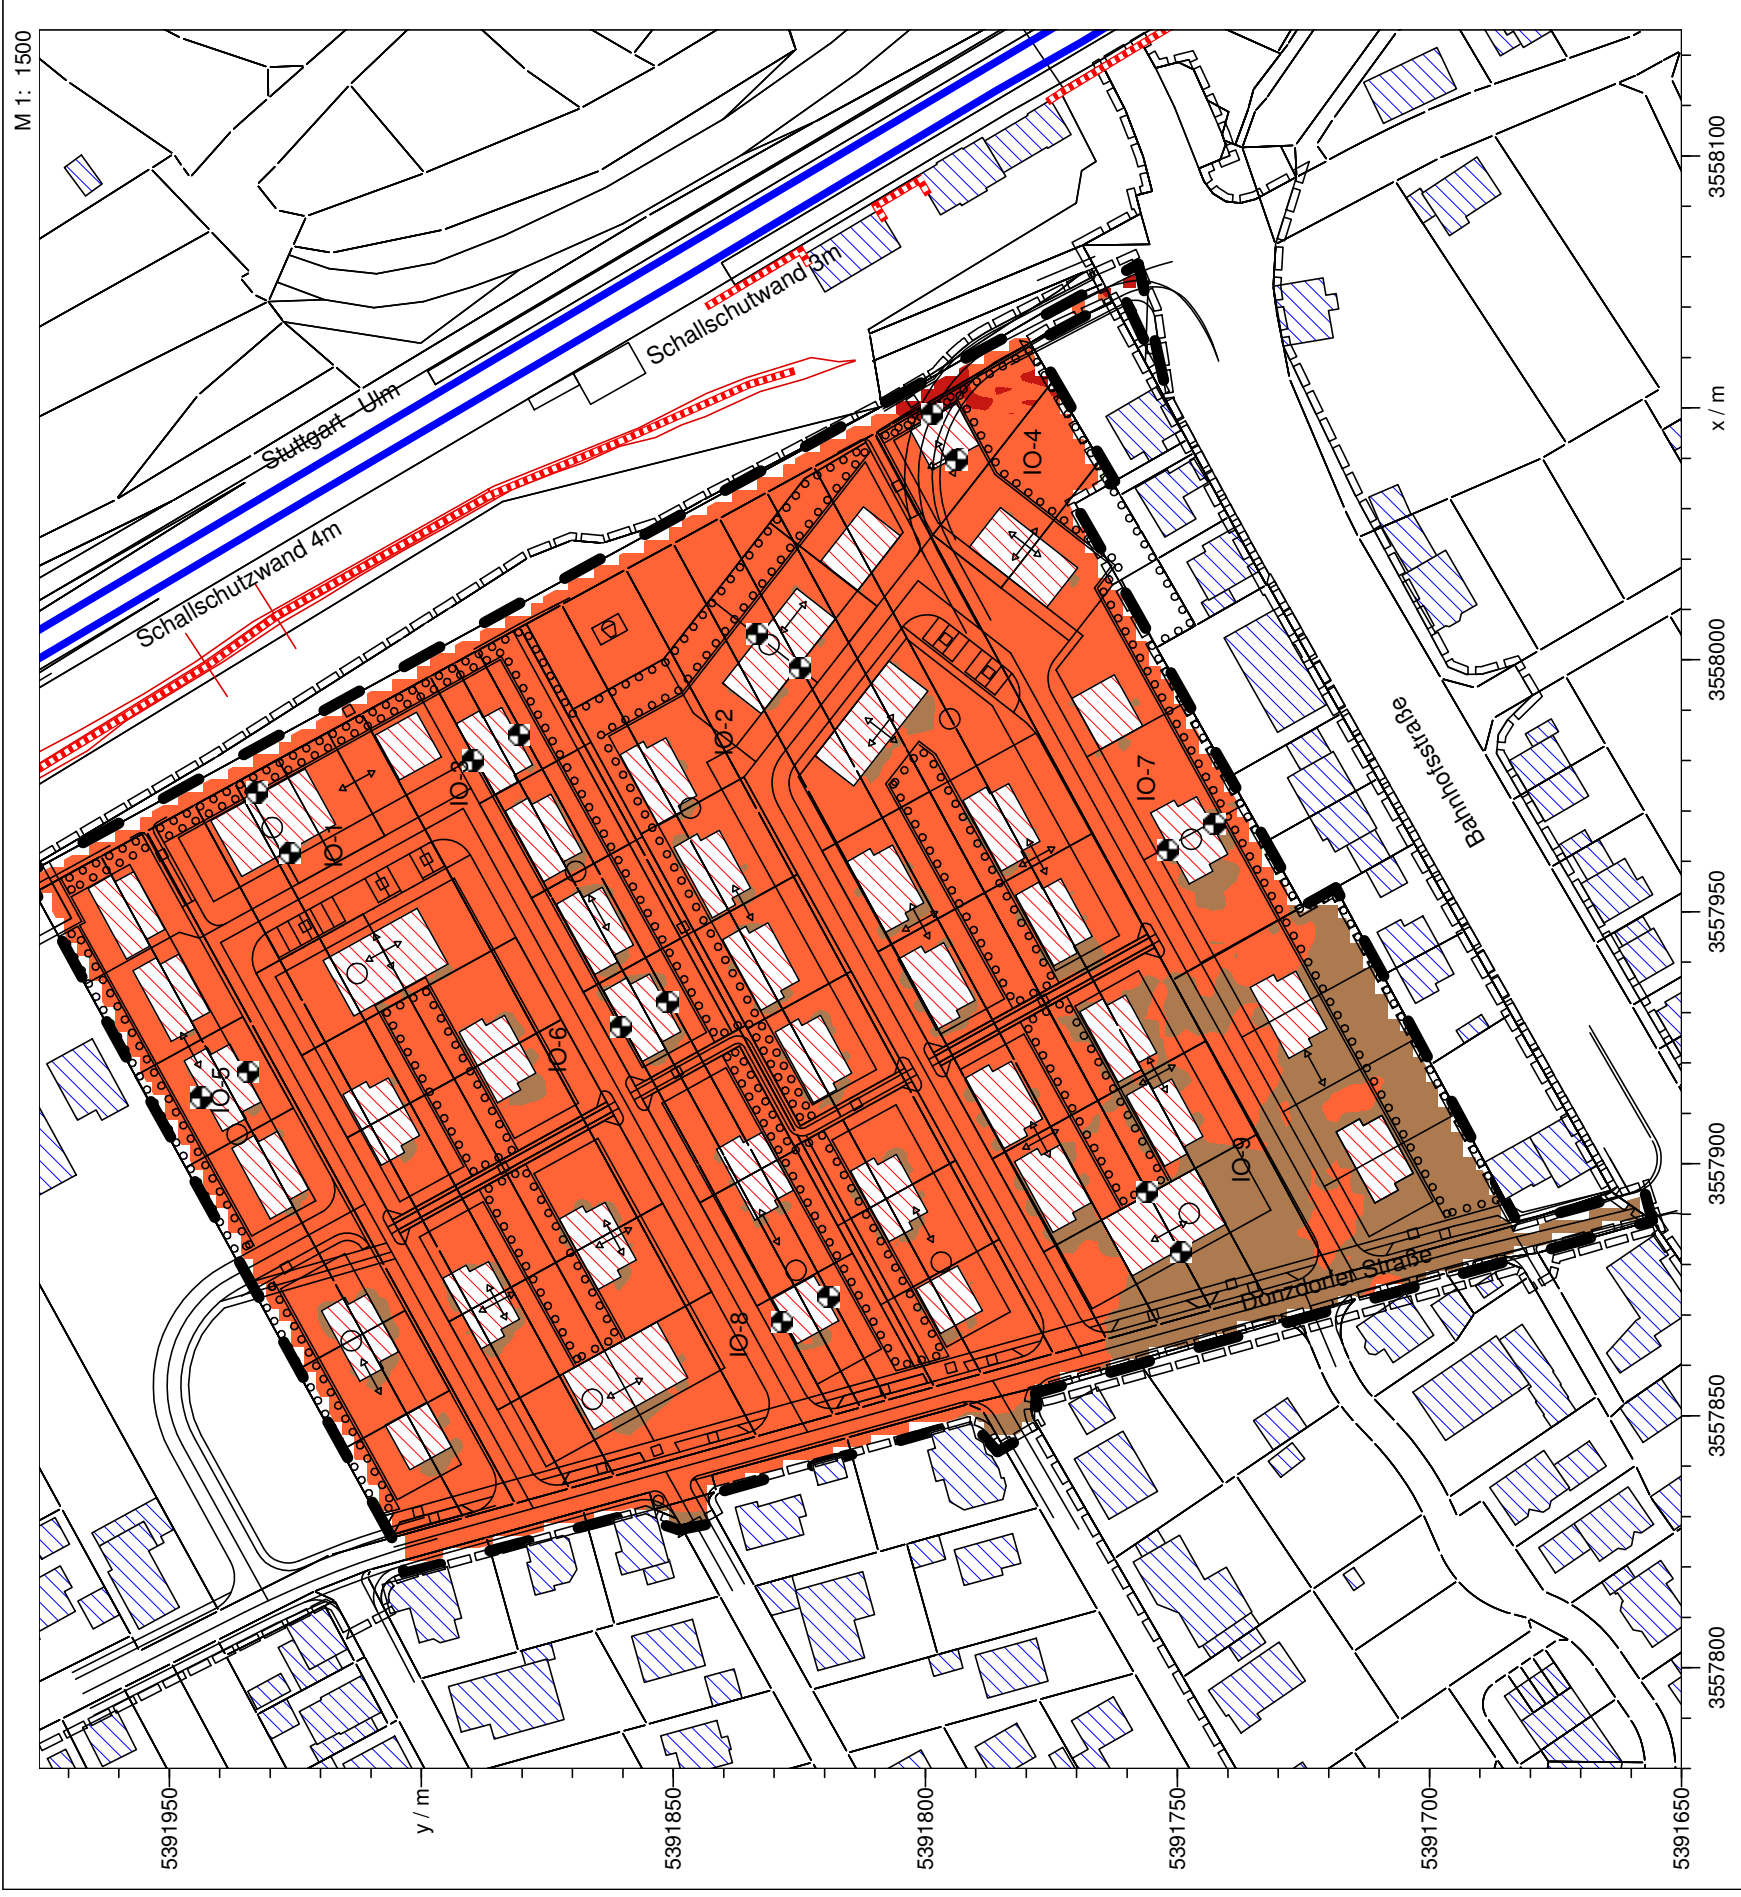 M 1: 1500
Stuttgart - Ulm
Schallschutzwand 4m
Schallschutwand 3m
IO-1
IO-2
IO-3
IO-4
IO-5
IO-6
IO-7
IO-8
IO-9
Bahnhofsstraße
Donzdorfer Straße
3558100
x / m
3558000
3557950
3557900
3557850
3557800
5391950
y / m
5391850
5391800
5391750
5391700
5391650